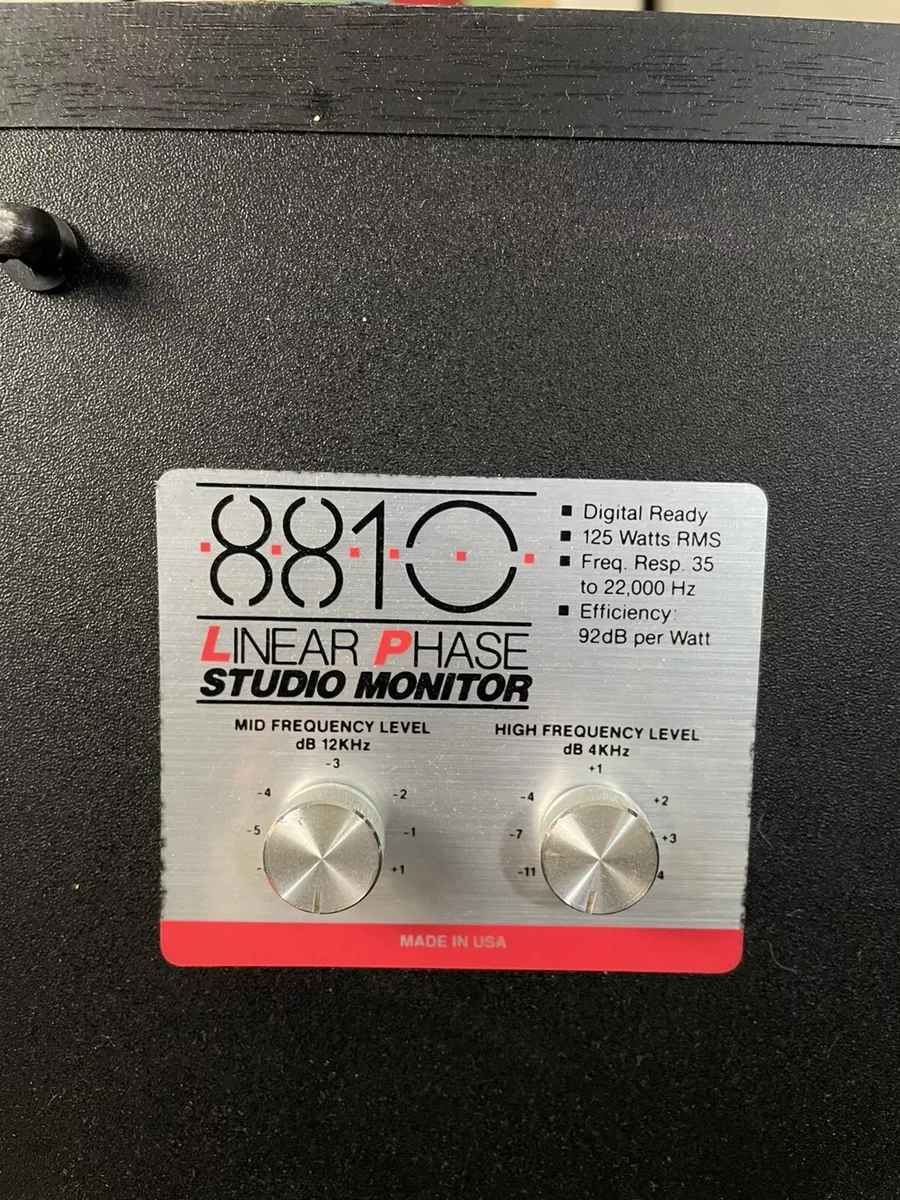 8810
■ Digital Ready
■ 125 Watts RMS
■ Freq. Resp. 35
to 22,000 Hz
■ Efficiency:
92dB per Watt
LINEAR PHASE
STUDIO MONITOR
MID FREQUENCY LEVEL
dB 12KHz
-3
-4 -2
-5 -1
+1
HIGH FREQUENCY LEVEL
dB 4KHz
+1
-4 +2
-7 +3
-11 4
MADE IN USA